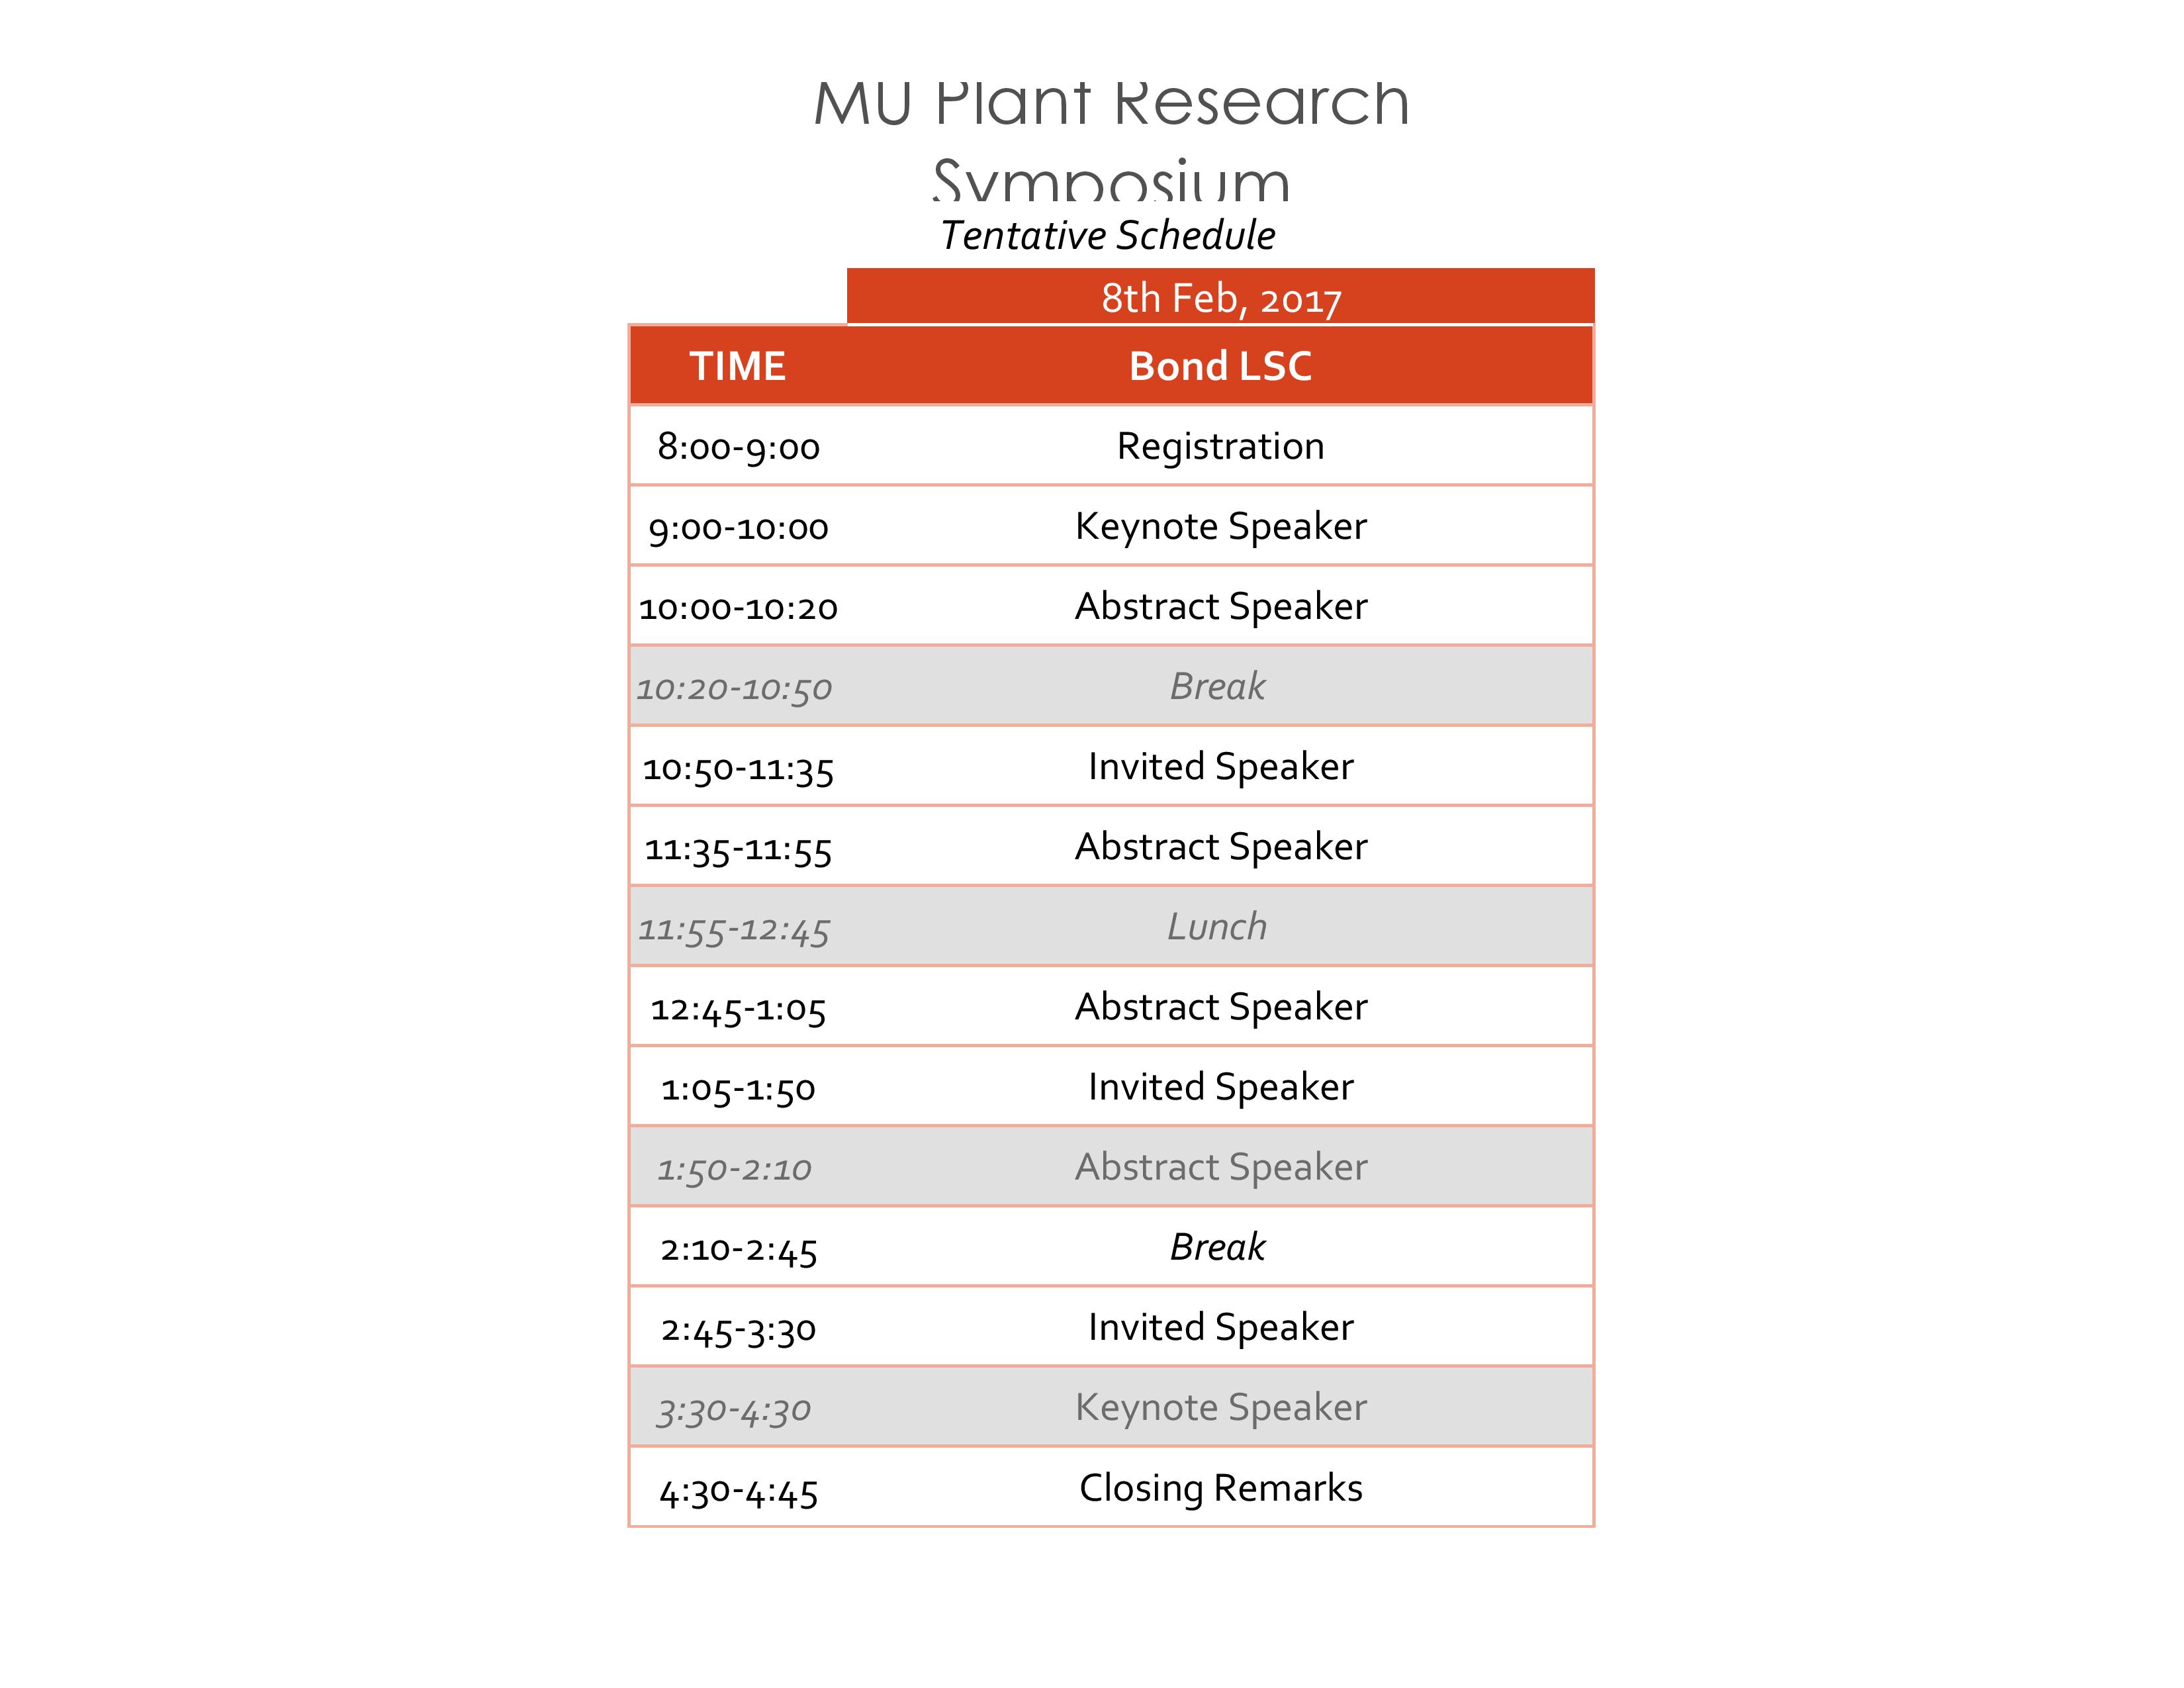 MU Plant Research
Symposium
Tentative Schedule
8th Feb, 2017
TIME Bond LSC
8:00-9:00 Registration
9:00-10:00 Keynote Speaker
10:00-10:20 Abstract Speaker
10:20-10:50 Break
10:50-11:35 Invited Speaker
11:35-11:55 Abstract Speaker
11:55-12:45 Lunch
12:45-1:05 Abstract Speaker
1:05-1:50 Invited Speaker
1:50-2:10 Abstract Speaker
2:10-2:45 Break
2:45-3:30 Invited Speaker
3:30-4:30 Keynote Speaker
4:30-4:45 Closing Remarks